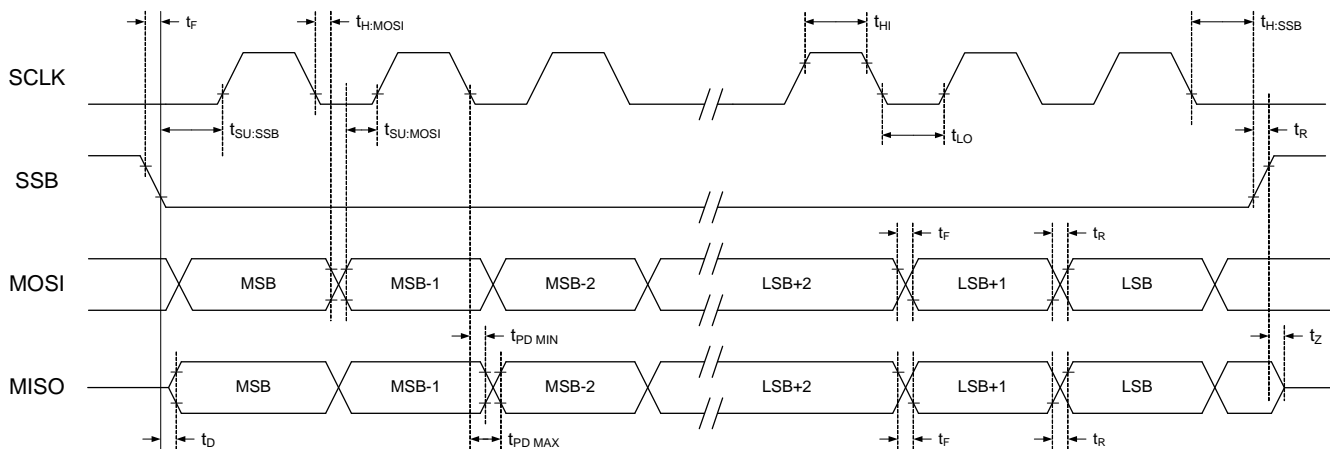 tF
tH:MOSI
tHI
tH:SSB
SCLK
tSU:SSB
tSU:MOSI
tLO
tR
SSB
tF
tR
MOSI
MSB
MSB-1
MSB-2
LSB+2
LSB+1
LSB
tPD MIN
tZ
MISO
MSB
MSB-1
MSB-2
LSB+2
LSB+1
LSB
tD
tPD MAX
tF
tR